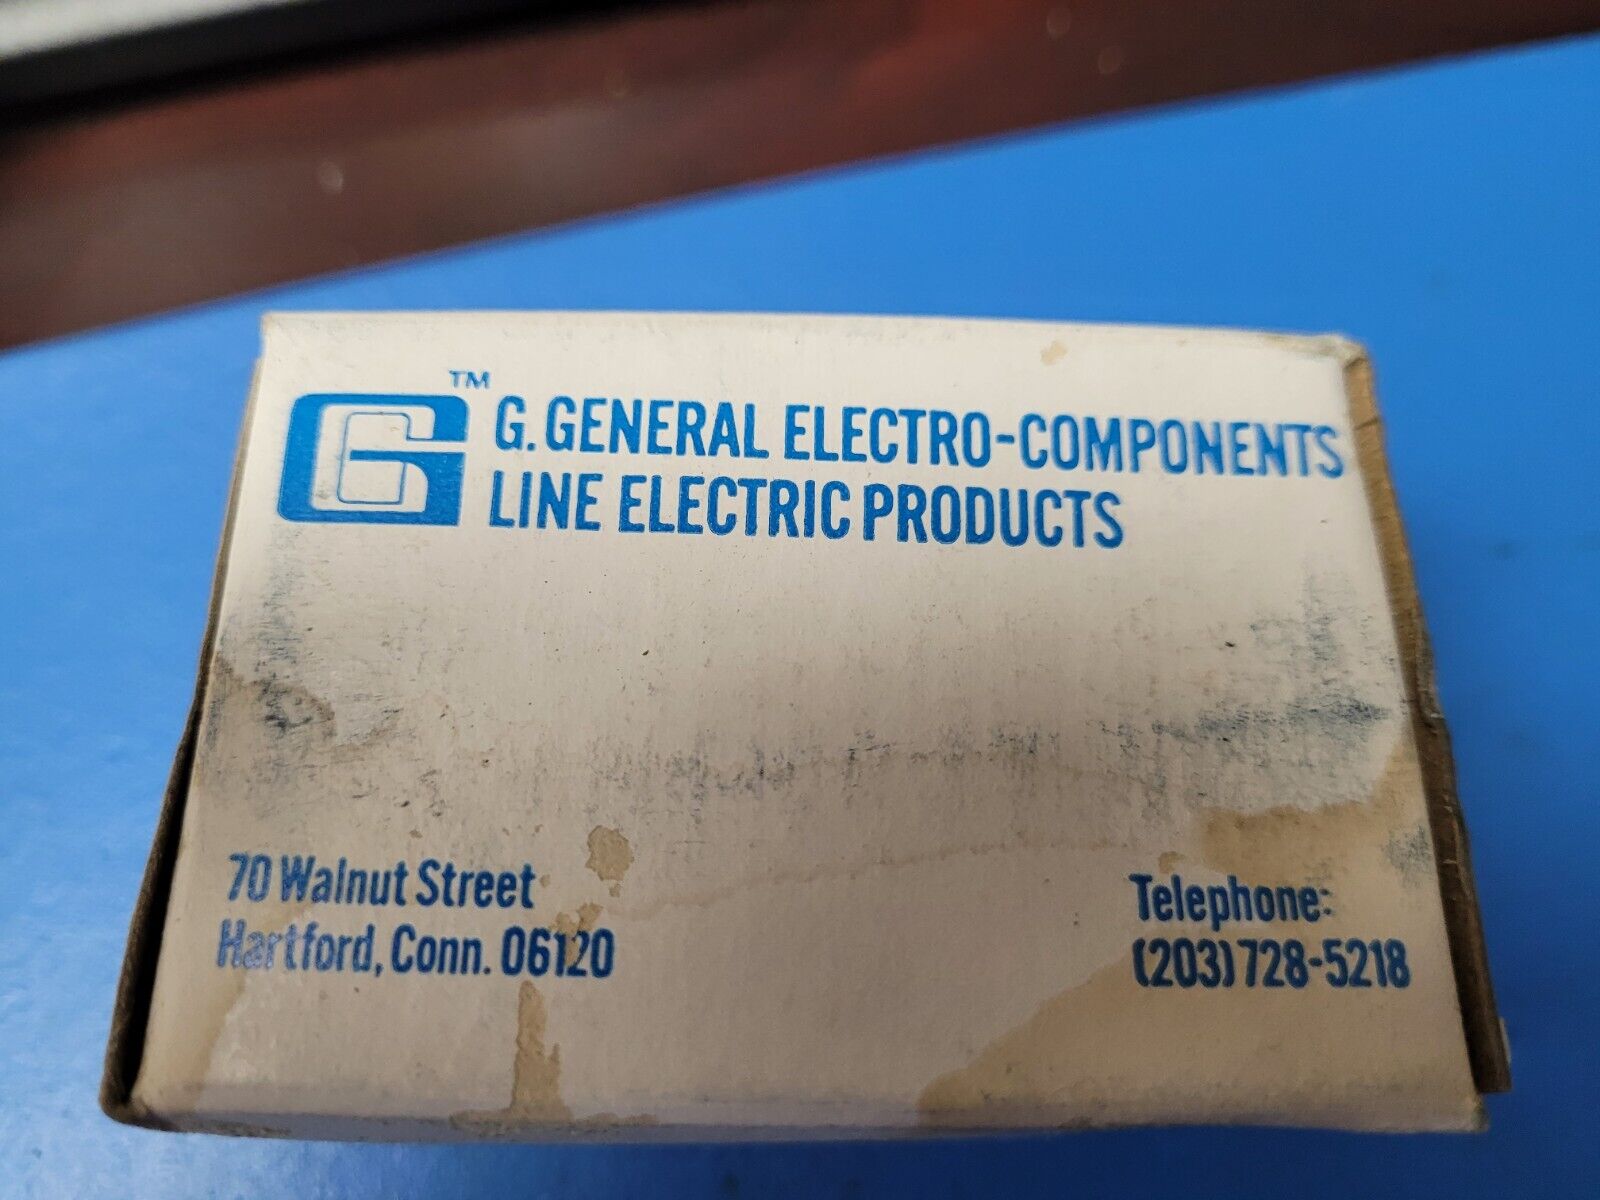 G ™ G. GENERAL ELECTRO-COMPONENTS
LINE ELECTRIC PRODUCTS
70 Walnut Street
Hartford, Conn. 06120
Telephone:
(203) 728-5218